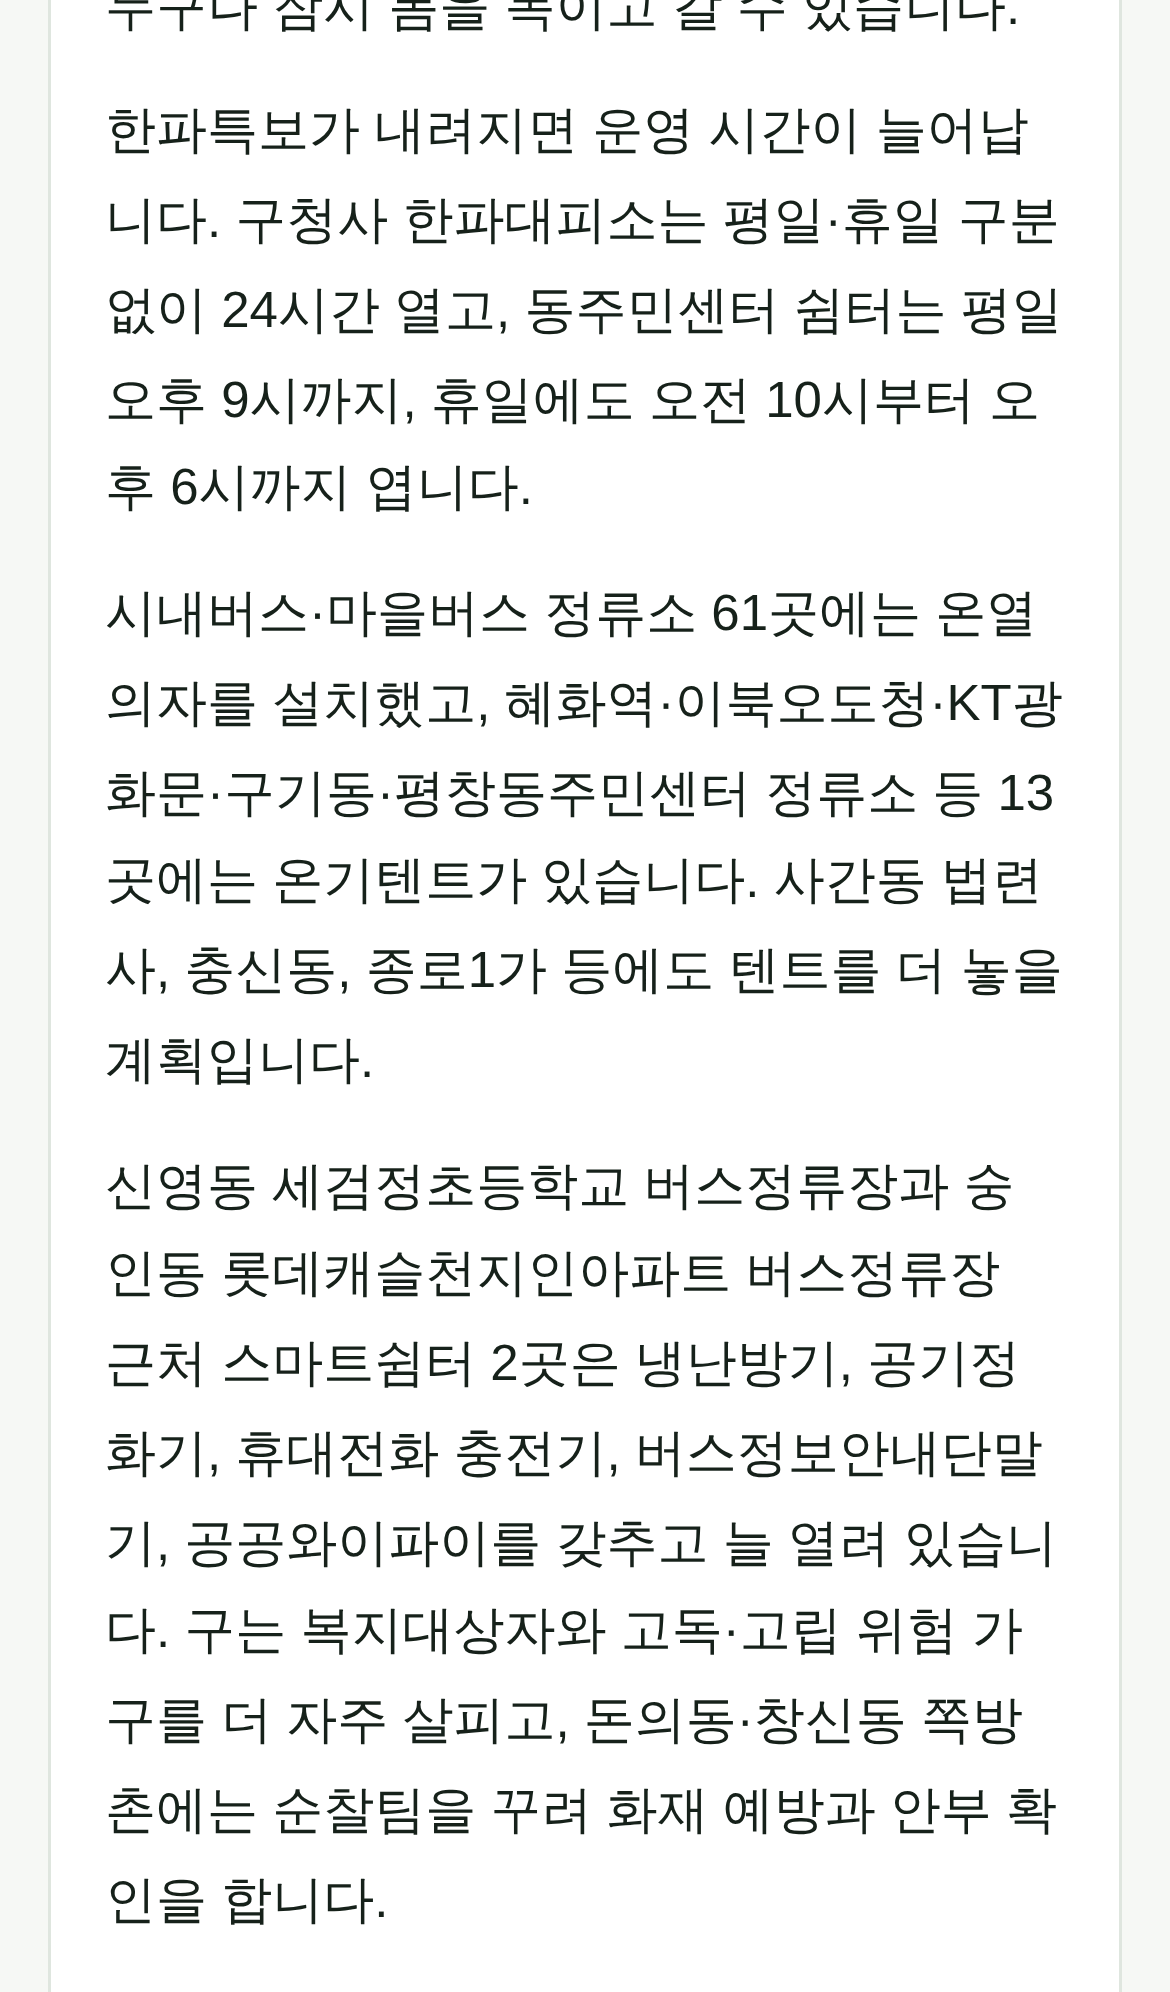 누구나 잠시 몸을 녹이고 갈 수 있습니다.
한파특보가 내려지면 운영 시간이 늘어납
니다. 구청사 한파대피소는 평일·휴일 구분
없이 24시간 열고, 동주민센터 쉼터는 평일
오후 9시까지, 휴일에도 오전 10시부터 오
후 6시까지 엽니다.
시내버스·마을버스 정류소 61곳에는 온열
의자를 설치했고, 혜화역·이북오도청·KT광
화문·구기동·평창동주민센터 정류소 등 13
곳에는 온기텐트가 있습니다. 사간동 법련
사, 충신동, 종로1가 등에도 텐트를 더 놓을
계획입니다.
신영동 세검정초등학교 버스정류장과 숭
인동 롯데캐슬천지인아파트 버스정류장
근처 스마트쉼터 2곳은 냉난방기, 공기정
화기, 휴대전화 충전기, 버스정보안내단말
기, 공공와이파이를 갖추고 늘 열려 있습니
다. 구는 복지대상자와 고독·고립 위험 가
구를 더 자주 살피고, 돈의동·창신동 쪽방
촌에는 순찰팀을 꾸려 화재 예방과 안부 확
인을 합니다.